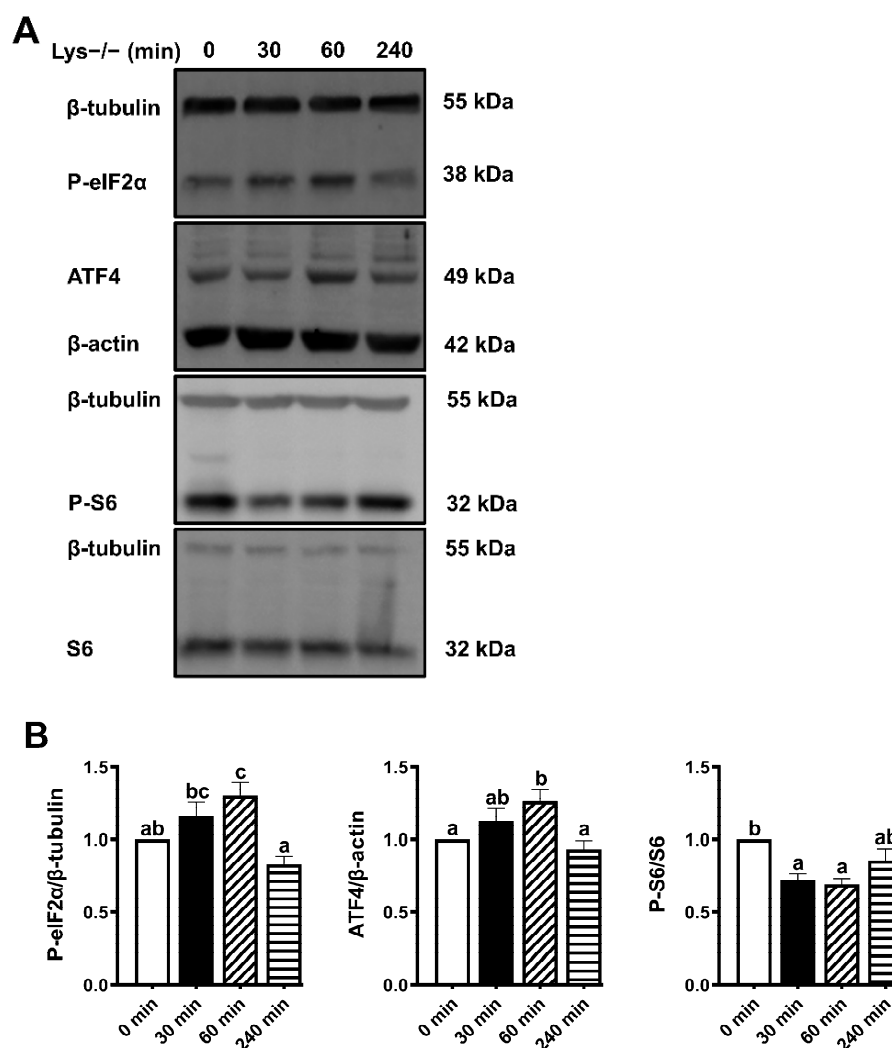 A
Lys−/− (min) 0 30 60 240
β-tubulin 55 kDa
P-eIF2α 38 kDa
ATF4 49 kDa
β-actin 42 kDa
β-tubulin 55 kDa
P-S6 32 kDa
β-tubulin 55 kDa
S6 32 kDa
B
P-eIF2α/β-tubulin
1.5
1.0
0.5
0.0
ab
bc
c
a
0 min
30 min
60 min
240 min
ATF4/β-actin
1.5
1.0
0.5
0.0
a
ab
b
a
0 min
30 min
60 min
240 min
P-S6/S6
1.5
1.0
0.5
0.0
b
a
a
ab
0 min
30 min
60 min
240 min